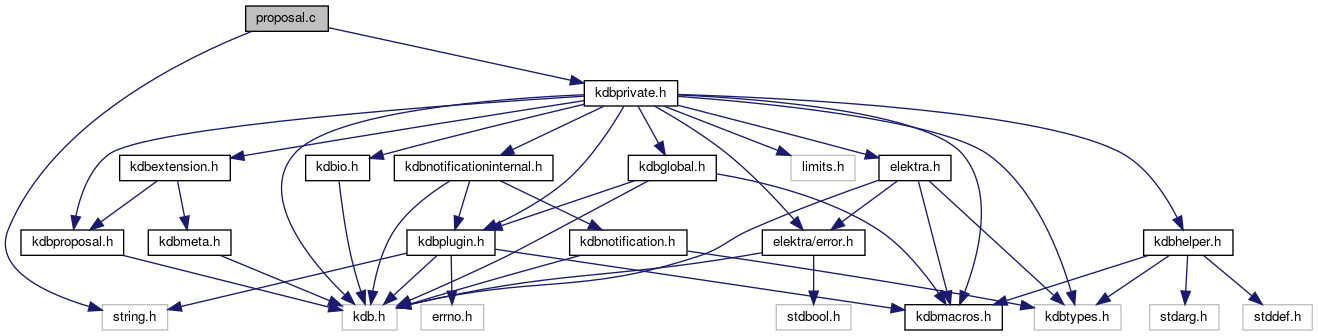 proposal.c
kdbprivate.h
kdbextension.h
kdbio.h
kdbnotificationinternal.h
kdbglobal.h
limits.h
elektra.h
kdbproposal.h
kdbmeta.h
kdbplugin.h
kdbnotification.h
elektra/error.h
kdbhelper.h
string.h
kdb.h
errno.h
stdbool.h
kdbmacros.h
kdbtypes.h
stdarg.h
stddef.h